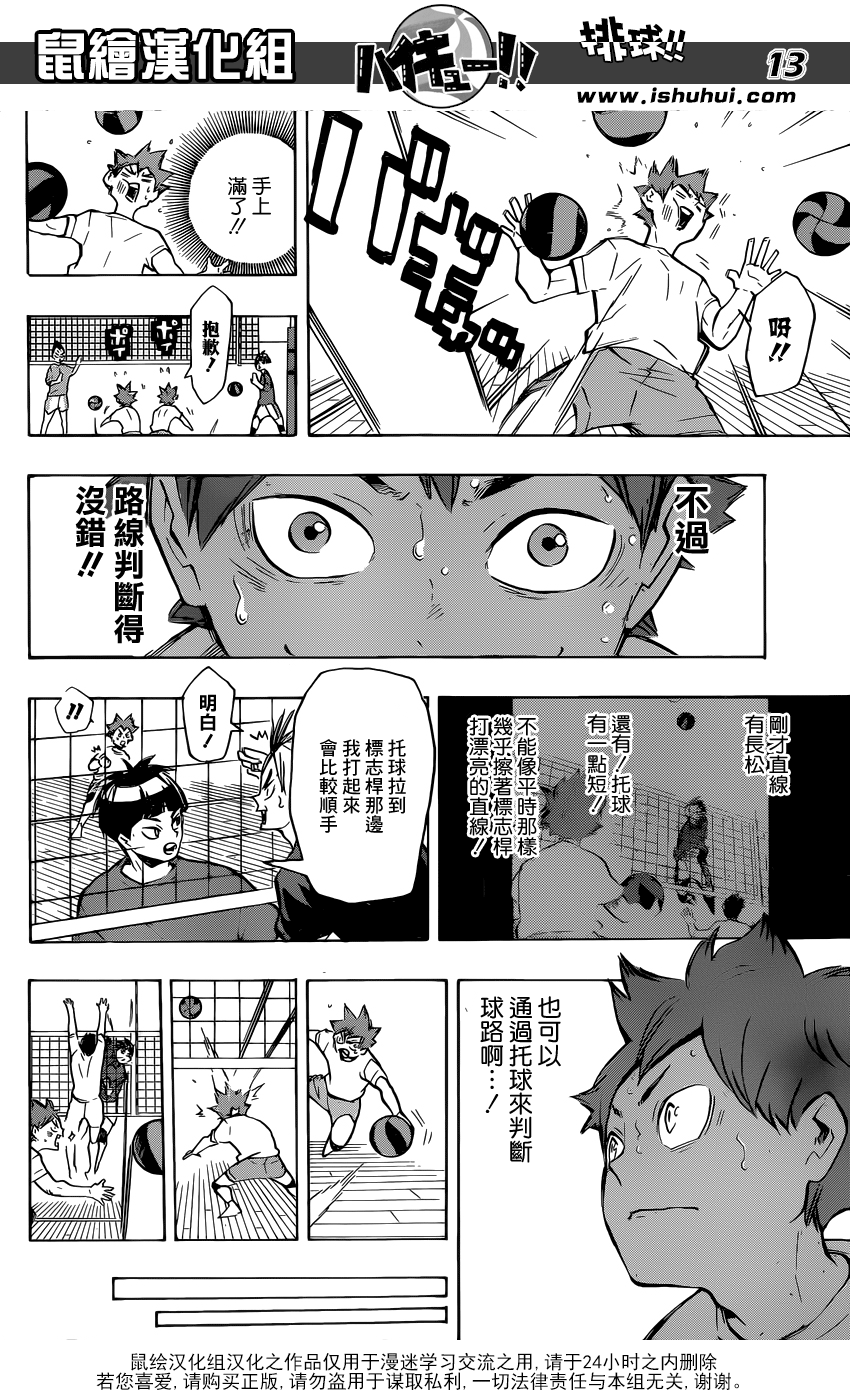 鼠繪漢化組
ハイキュー!!
排球!!
13
www.ishuhui.com
呀!!
手上
滿了!!
抱歉!
ポイ
ポイ
不過
路線判斷得
沒錯!!
剛才直線
有長松
還有!托球
有一點短!
不能像平時那樣
幾乎擦著標志桿
打漂亮的直線!
托球拉到
標志桿那邊
我打起來
會比較順手
明白!
!!
也可以
通過托球來判斷
球路啊…!
鼠绘汉化组汉化之作品仅用于漫迷学习交流之用,请于24小时之内删除
若您喜爱,请购买正版,请勿用于谋取私利,一切法律责任与本组无关,谢谢。